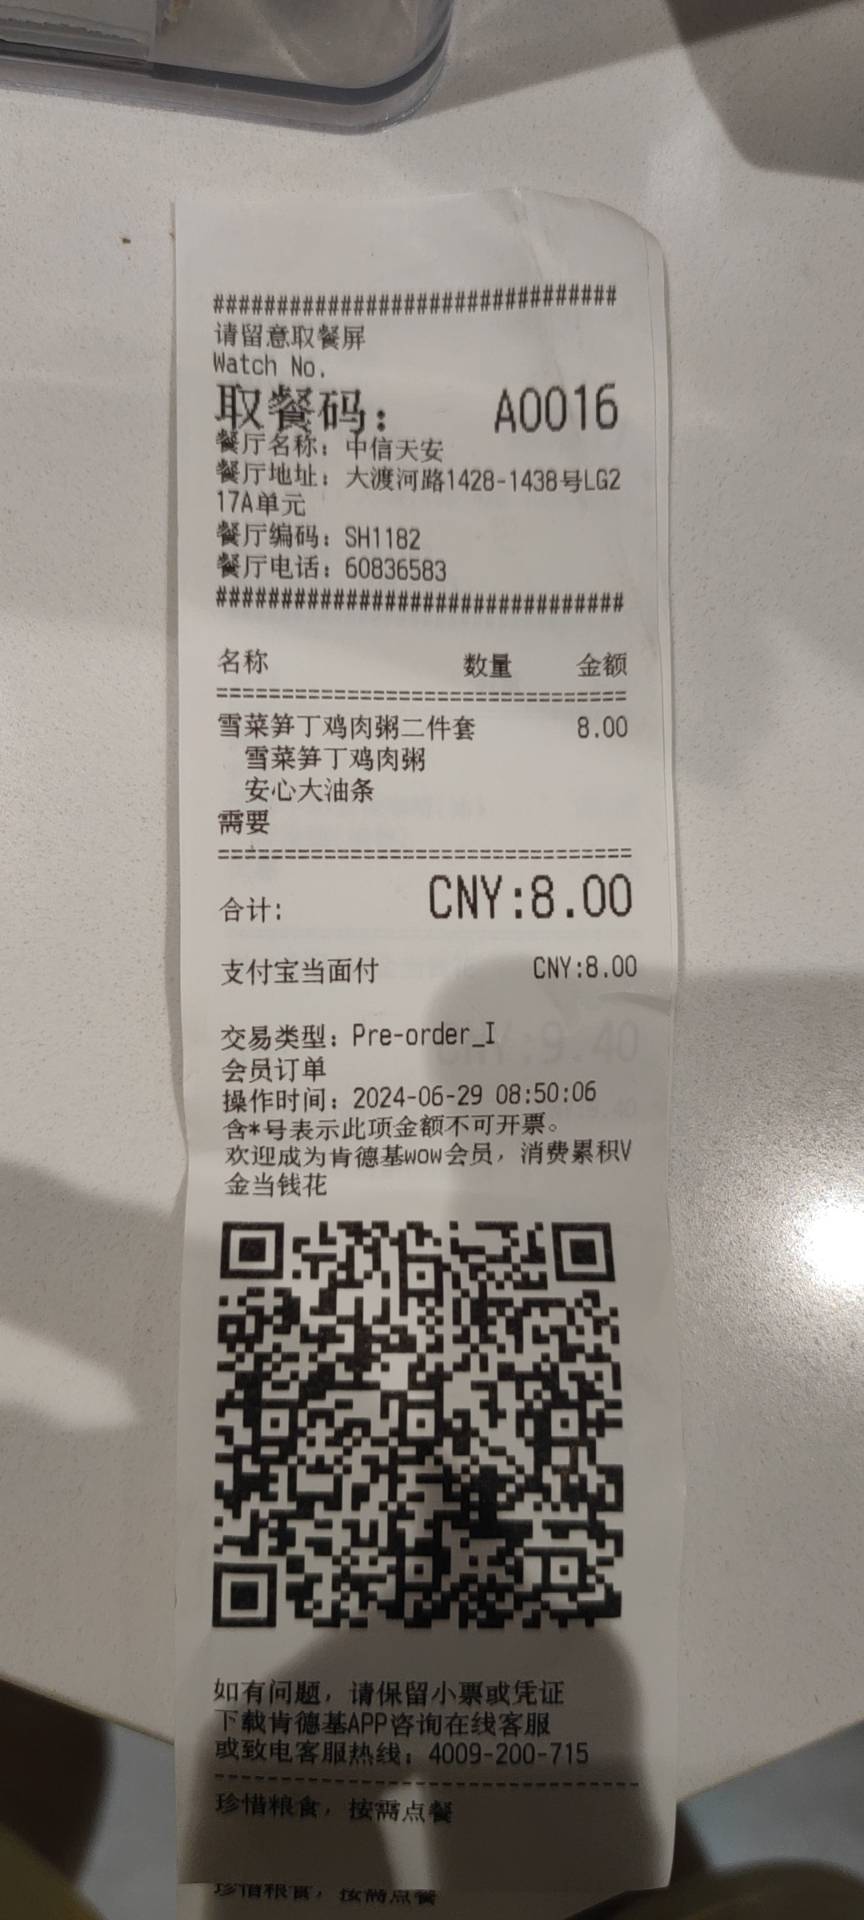 ################################
请留意取餐屏
Watch No.
取餐码： A0016
餐厅名称：中信天安
餐厅地址：大渡河路1428-1438号LG2
17A单元
餐厅编码：SH1182
餐厅电话：60836583
################################
名称 数量 金额
================================
雪菜笋丁鸡肉粥二件套 8.00
雪菜笋丁鸡肉粥
安心大油条
需要
================================
合计: CNY:8.00
支付宝当面付 CNY:8.00
交易类型：Pre-order_I
会员订单
操作时间：2024-06-29 08:50:06
含*号表示此项金额不可开票。
欢迎成为肯德基wow会员，消费累积V
金当钱花
如有问题，请保留小票或凭证
下载肯德基APP咨询在线客服
或致电客服热线：4009-200-715
--------------------------------
珍惜粮食，按需点餐
珍惜粮食，按需点餐